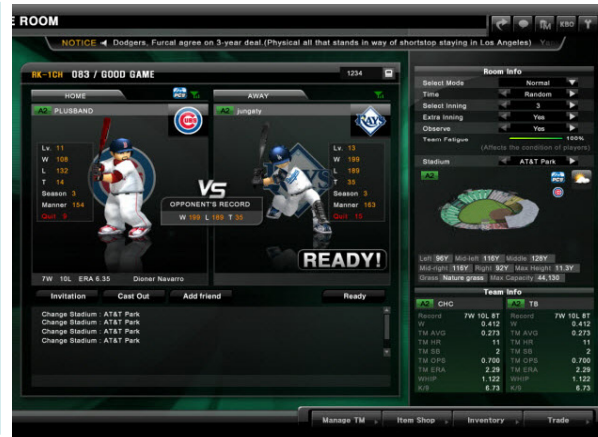 E ROOM
PM KBO
NOTICE ◄ Dodgers, Furcal agree on 3-year deal.(Physical all that stands in way of shortstop staying in Los Angeles)
RK-1CH 083 / GOOD GAME
1234
HOME
AWAY
A2 PLUSBAND
CUBS
A2 jungaty
RAYS
Lv. 11
W 108
L 132
T 14
Season 3
Manner 154
Quit 9
VS
OPPONENT'S RECORD
W 199 L 189 T 35
Lv. 13
W 199
L 189
T 35
Season 3
Manner 163
Quit 15
READY!
7W 10L ERA 6.35 Dioner Navarro
Invitation
Cast Out
Add friend
Ready
Change Stadium : AT&T Park
Change Stadium : AT&T Park
Change Stadium : AT&T Park
Change Stadium : AT&T Park
Room Info
Select Mode Normal
Time Random
Select Inning 3
Extra Inning Yes
Observe Yes
Team Fatigue 100%
(Affects the condition of players)
Stadium AT&T Park
A2
Left 96Y Mid-left 116Y Middle 128Y
Mid-right 118Y Right 92Y Max Height 11.3Y
Grass Nature grass Max Capacity 44,130
Team Info
A2 CHC A2 TB
Record 7W 10L 8T Record 7W 10L 8T
W 0.412 W 0.412
TM AVG 0.273 TM AVG 0.273
TM HR 11 TM HR 11
TM SB 2 TM SB 2
TM OPS 0.700 TM OPS 0.700
TM ERA 2.29 TM ERA 2.29
WHIP 1.122 WHIP 1.122
K/9 6.73 K/9 6.73
Manage TM
Item Shop
Inventory
Trade